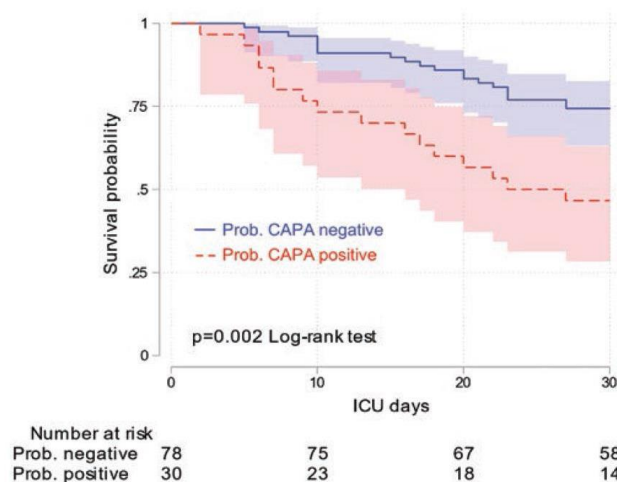 Survival probability
1
.75
.5
.25
0
Prob. CAPA negative
Prob. CAPA positive
p=0.002 Log-rank test
0 10 20 30
ICU days
Number at risk
Prob. negative 78 75 67 58
Prob. positive 30 23 18 14